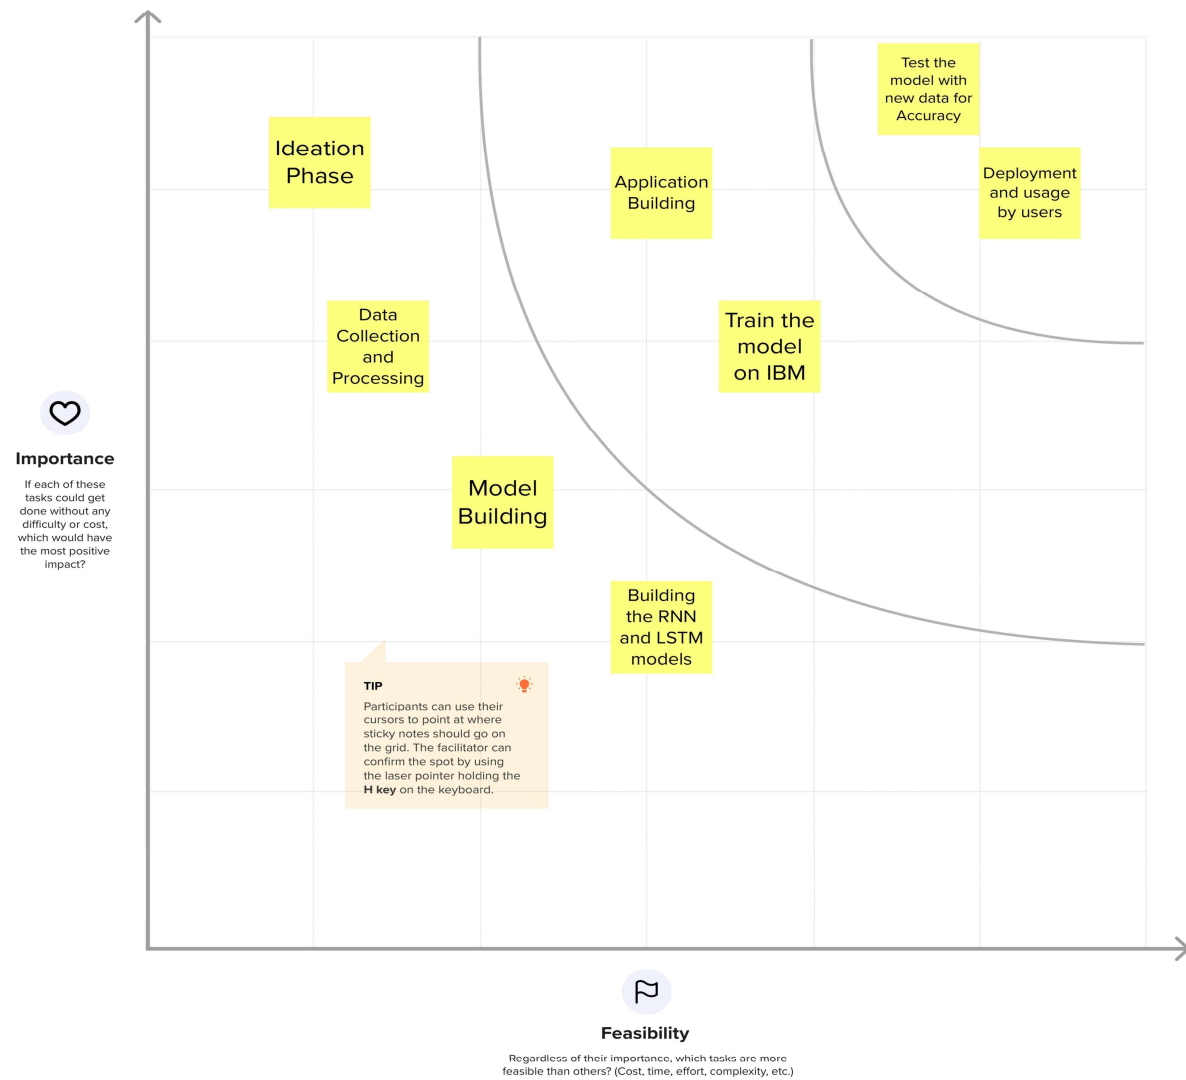 Test the
model with
new data for
Accuracy
Ideation
Phase
Application
Building
Deployment
and usage
by users
Data
Collection
and
Processing
Train the
model
on IBM
Importance
If each of these
tasks could get
done without any
difficulty or cost,
which would have
the most positive
impact?
Model
Building
Building
the RNN
and LSTM
models
TIP
Participants can use their
cursors to point at where
sticky notes should go on
the grid. The facilitator can
confirm the spot by using
the laser pointer holding the
H key on the keyboard.
Feasibility
Regardless of their importance, which tasks are more
feasible than others? (Cost, time, effort, complexity, etc.)